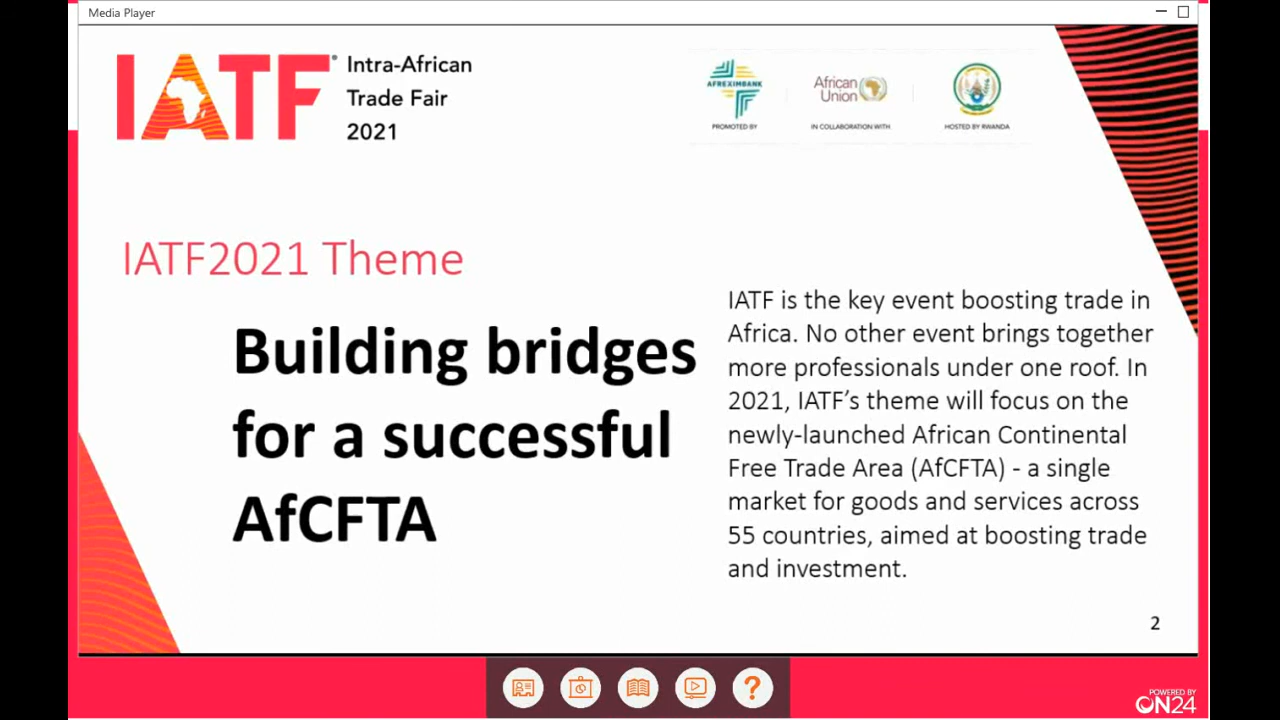 Media Player
IATF®
Intra-African
Trade Fair
2021
AFREXIMBANK
PROMOTED BY
African
Union
IN COLLABORATION WITH
HOSTED BY RWANDA
IATF2021 Theme
Building bridges
for a successful
AfCFTA
IATF is the key event boosting trade in
Africa. No other event brings together
more professionals under one roof. In
2021, IATF’s theme will focus on the
newly-launched African Continental
Free Trade Area (AfCFTA) - a single
market for goods and services across
55 countries, aimed at boosting trade
and investment.
2
?
POWERED BY
ON24